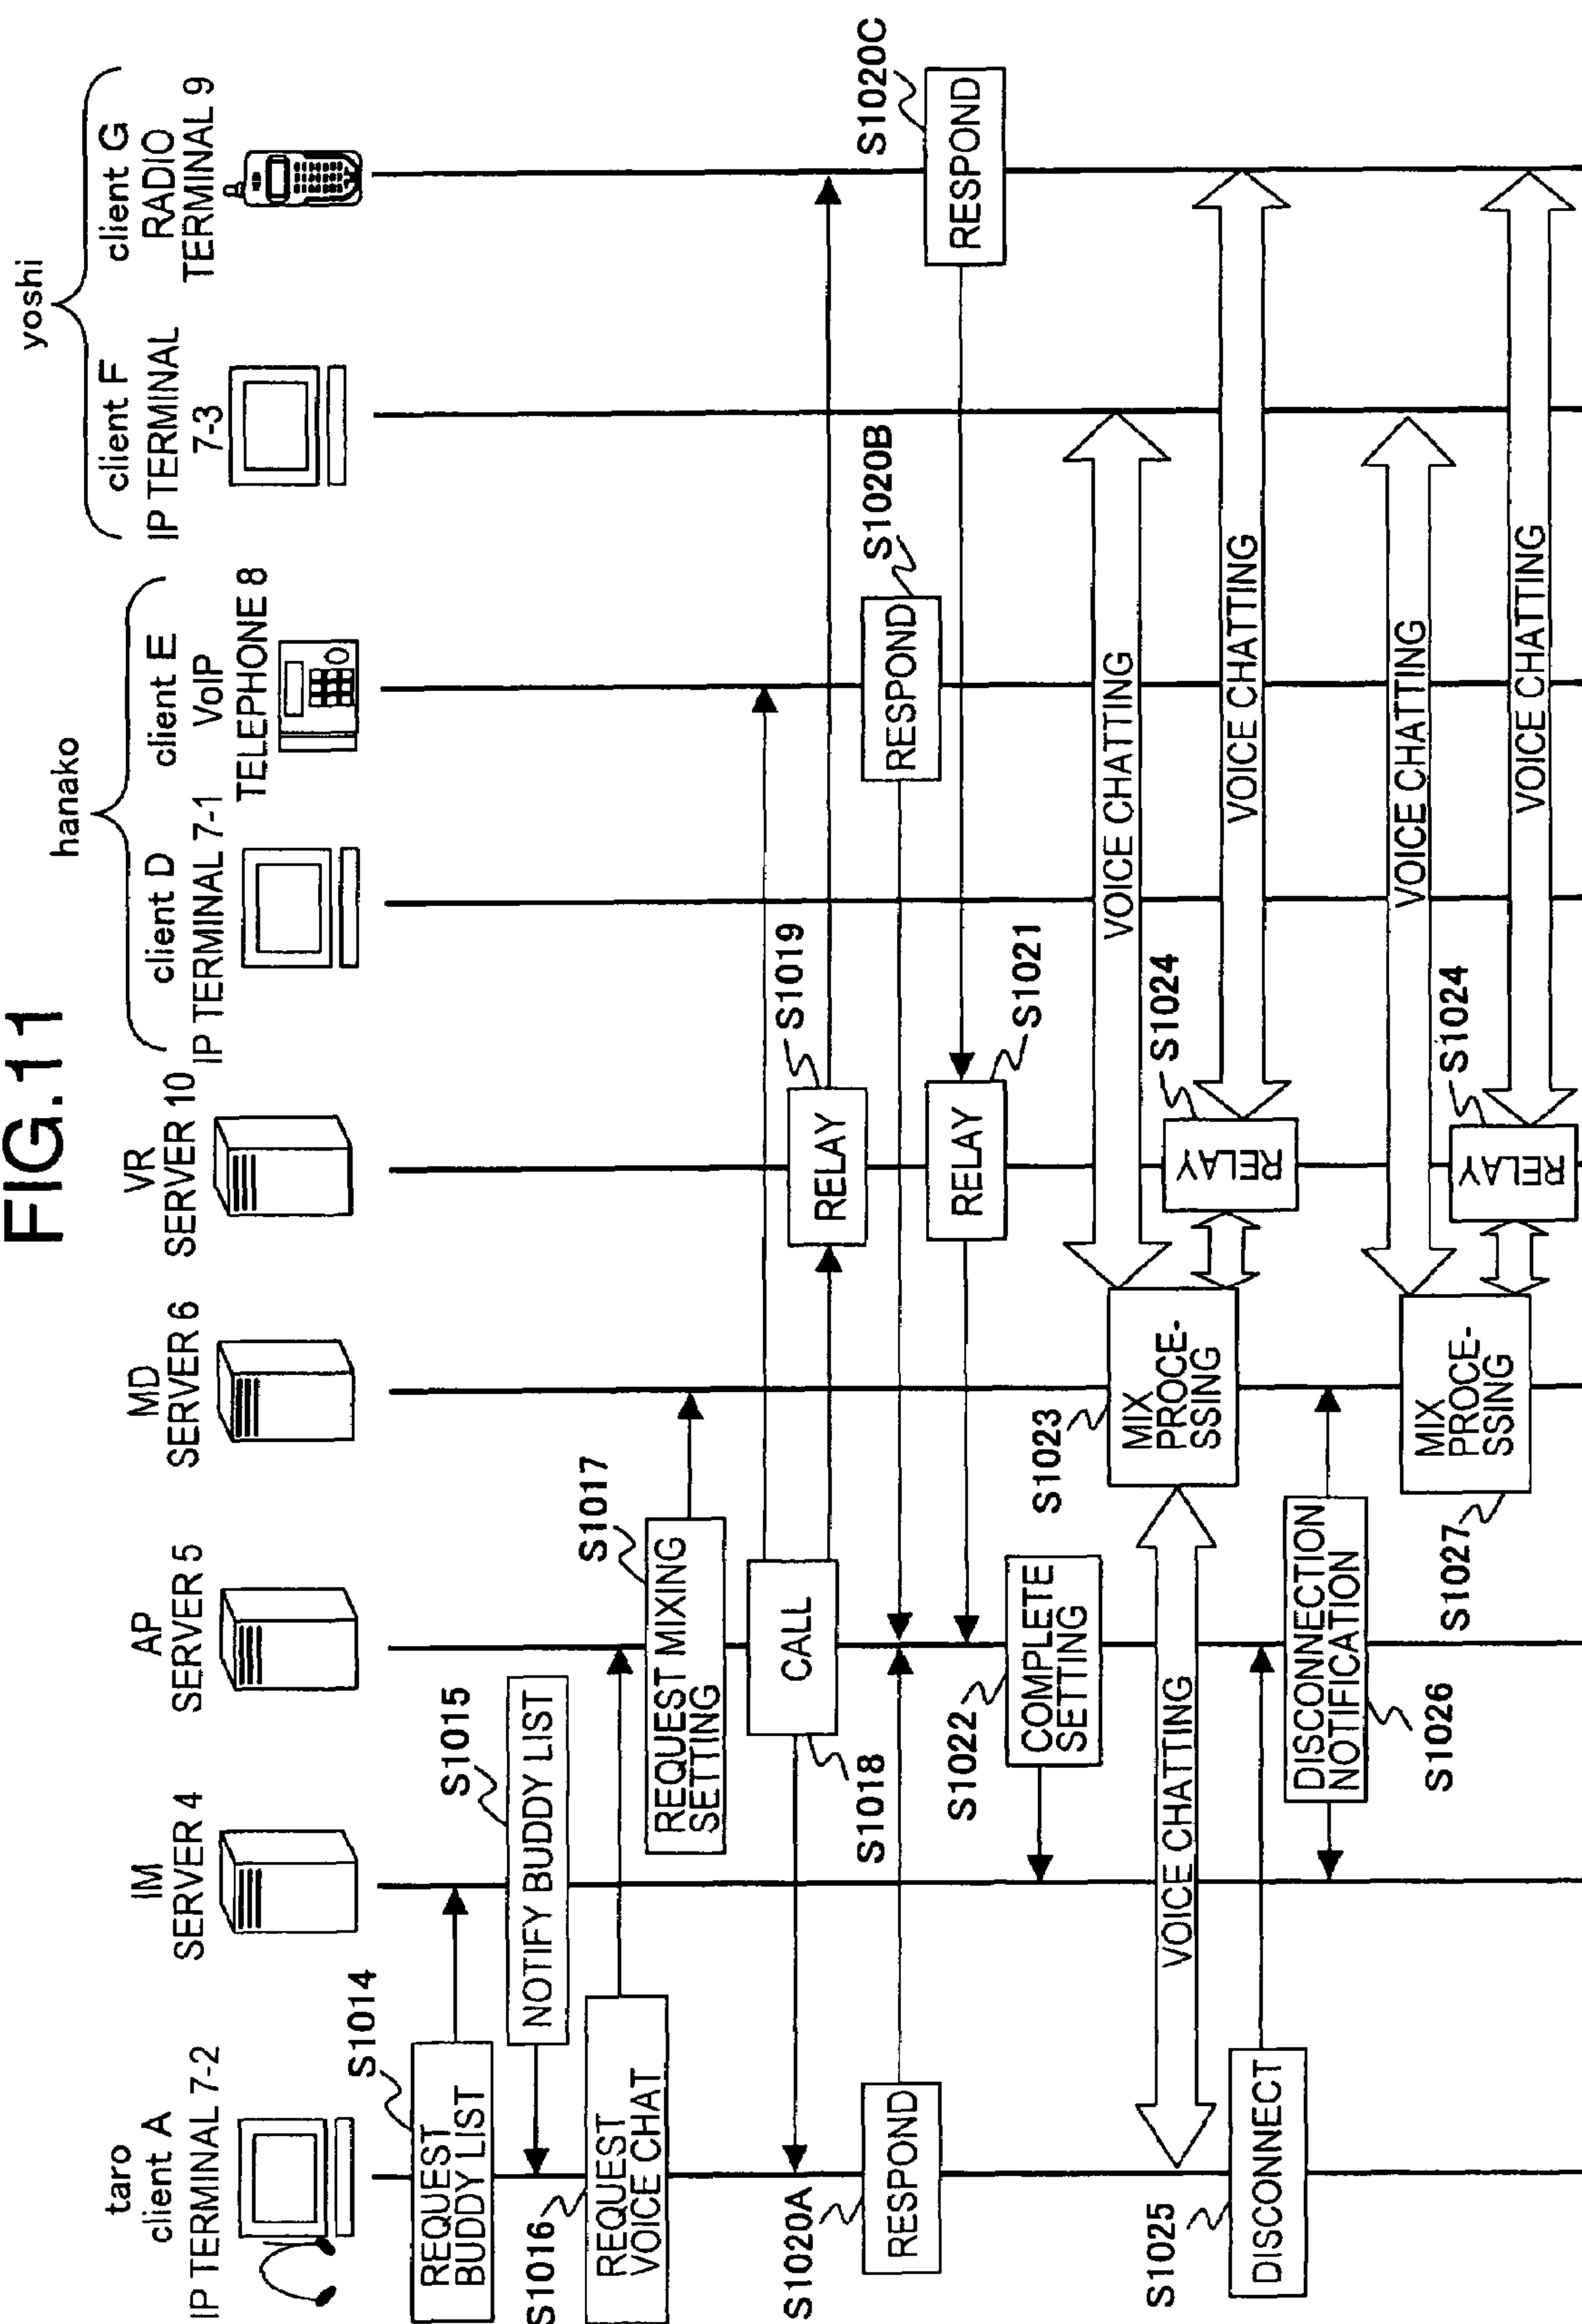 FIG.11
taro
client A
IP TERMINAL 7-2
IM
SERVER 4
AP
SERVER 5
MD
SERVER 6
VR
SERVER 10
hanako
client D
IP TERMINAL 7-1
client E
VoIP
TELEPHONE 8
yoshi
client F
IP TERMINAL
7-3
client G
RADIO
TERMINAL 9
S1014
REQUEST
BUDDY LIST
S1015
NOTIFY BUDDY LIST
S1016
REQUEST
VOICE CHAT
S1017
REQUEST MIXING
SETTING
CALL
S1018
S1019
RELAY
S1020A
RESPOND
S1020B
RESPOND
S1020C
RESPOND
S1021
RELAY
S1022
COMPLETE
SETTING
S1023
MIX
PROCE-
SSING
VOICE CHATTING
VOICE CHATTING
S1024
RELAY
VOICE CHATTING
S1025
DISCONNECT
DISCONNECTION
NOTIFICATION
S1026
S1027
MIX
PROCE-
SSING
VOICE CHATTING
S1024
RELAY
VOICE CHATTING